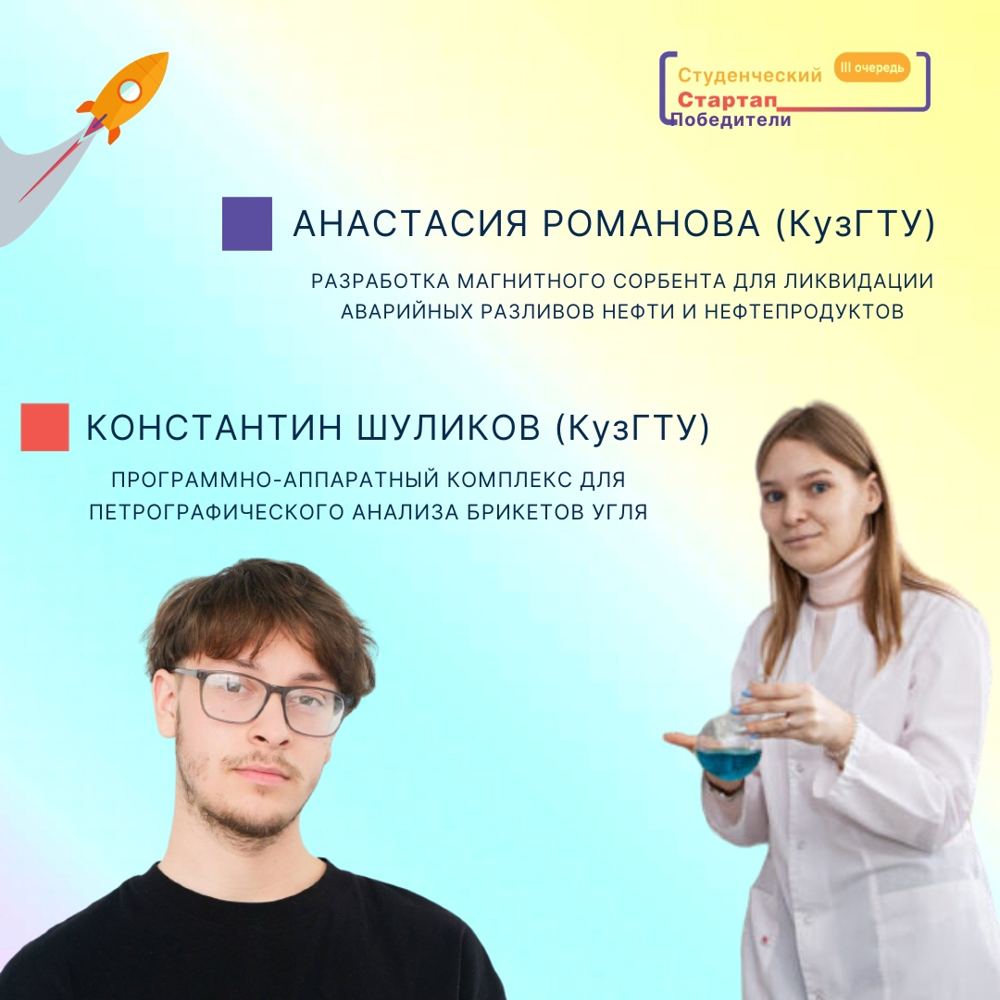 Студенческий
III очередь
Стартап
Победители
АНАСТАСИЯ РОМАНОВА (КузГТУ)
РАЗРАБОТКА МАГНИТНОГО СОРБЕНТА ДЛЯ ЛИКВИДАЦИИ
АВАРИЙНЫХ РАЗЛИВОВ НЕФТИ И НЕФТЕПРОДУКТОВ
КОНСТАНТИН ШУЛИКОВ (КузГТУ)
ПРОГРАММНО-АППАРАТНЫЙ КОМПЛЕКС ДЛЯ
ПЕТРОГРАФИЧЕСКОГО АНАЛИЗА БРИКЕТОВ УГЛЯ